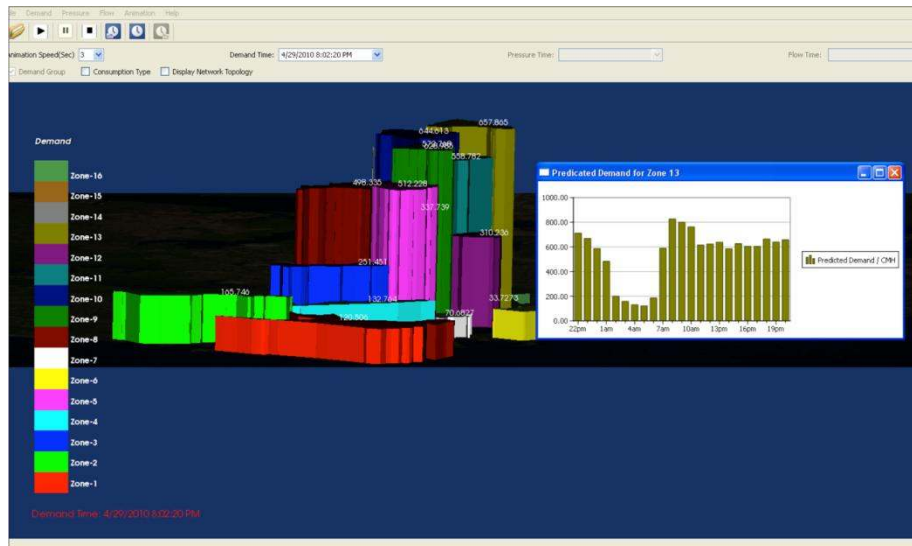 Demand Pressure Flow Animation Help
Animation Speed(Sec) 3
Demand Time: 4/29/2010 8:02:20 PM
Pressure Time:
Flow Time:
Demand Group
Consumption Type
Display Network Topology
Demand
Zone-16
Zone-15
Zone-14
Zone-13
Zone-12
Zone-11
Zone-10
Zone-9
Zone-8
Zone-7
Zone-6
Zone-5
Zone-4
Zone-3
Zone-2
Zone-1
657.865
644.613
558.782
498.335
512.228
337.739
310.236
251.451
165.746
132.764
33.7273
70.6827
120.506
Predicated Demand for Zone 13
1000.00
800.00
600.00
400.00
200.00
0.00
22pm 1am 4am 7am 10am 13pm 16pm 19pm
Predicted Demand / CMH
Demand Time: 4/29/2010 8:02:20 PM